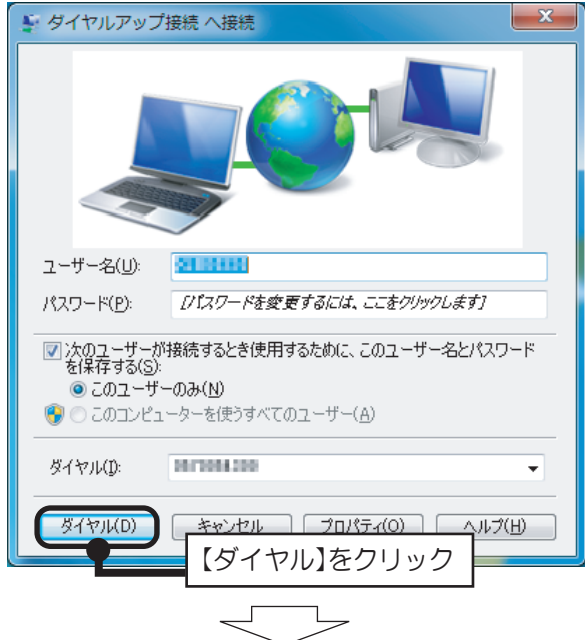 ダイヤルアップ接続 へ接続
ユーザー名(U):
パスワード(P): [パスワードを変更するには、ここをクリックします]
次のユーザーが接続するとき使用するために、このユーザー名とパスワード
を保存する(S):
このユーザーのみ(N)
このコンピューターを使うすべてのユーザー(A)
ダイヤル(I):
ダイヤル(D) キャンセル プロパティ(O) ヘルプ(H)
【ダイヤル】をクリック